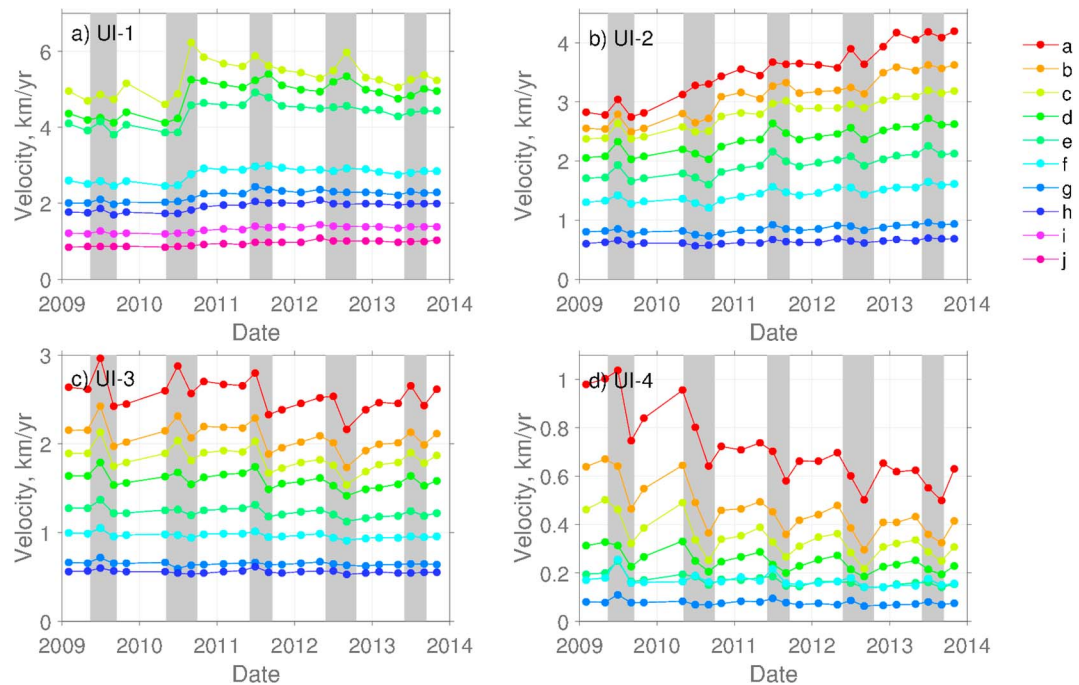 a) UI-1
Velocity, km/yr
6
4
2
0
2009 2010 2011 2012 2013 2014
Date
b) UI-2
Velocity, km/yr
4
3
2
1
0
2009 2010 2011 2012 2013 2014
Date
a
b
c
d
e
f
g
h
i
j
c) UI-3
Velocity, km/yr
3
2
1
0
2009 2010 2011 2012 2013 2014
Date
d) UI-4
Velocity, km/yr
1
0.8
0.6
0.4
0.2
0
2009 2010 2011 2012 2013 2014
Date